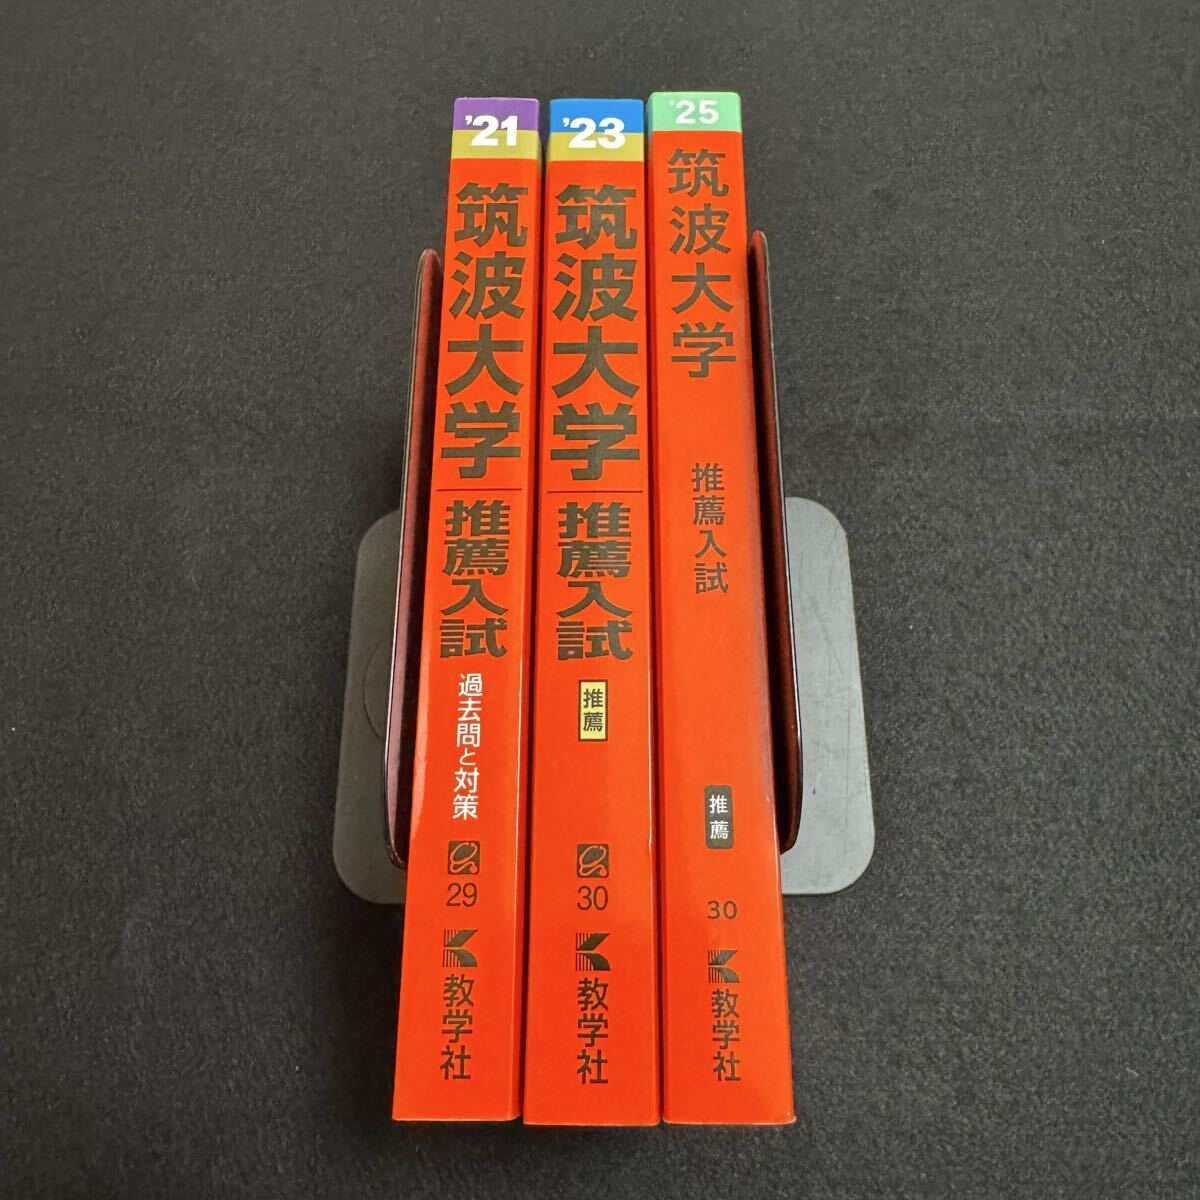 '21
筑波大学
推薦入試
過去問と対策
29
教学社
'23
筑波大学
推薦入試
推薦
30
教学社
'25
筑波大学
推薦入試
推薦
30
教学社